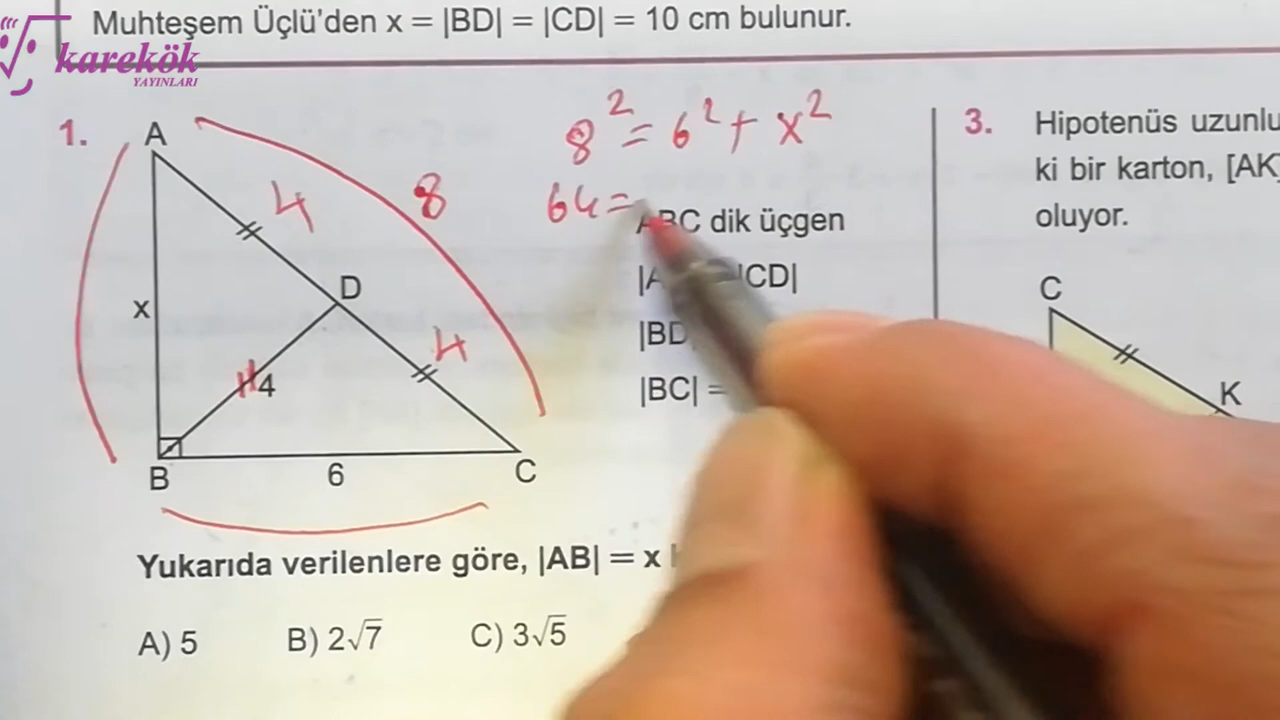 Muhteşem Üçlü'den x = |BD| = |CD| = 10 cm bulunur.
karekök
YAYINLARI
1.
A
4
8
x
D
4
4
B
6
C
8² = 6² + x²
64 =
ABC dik üçgen
|A CD|
|BD
|BC| =
Yukarıda verilenlere göre, |AB| = x
A) 5 B) 2√7 C) 3√5
3. Hipotenüs uzunlu
ki bir karton, [AK]
oluyor.
C
K